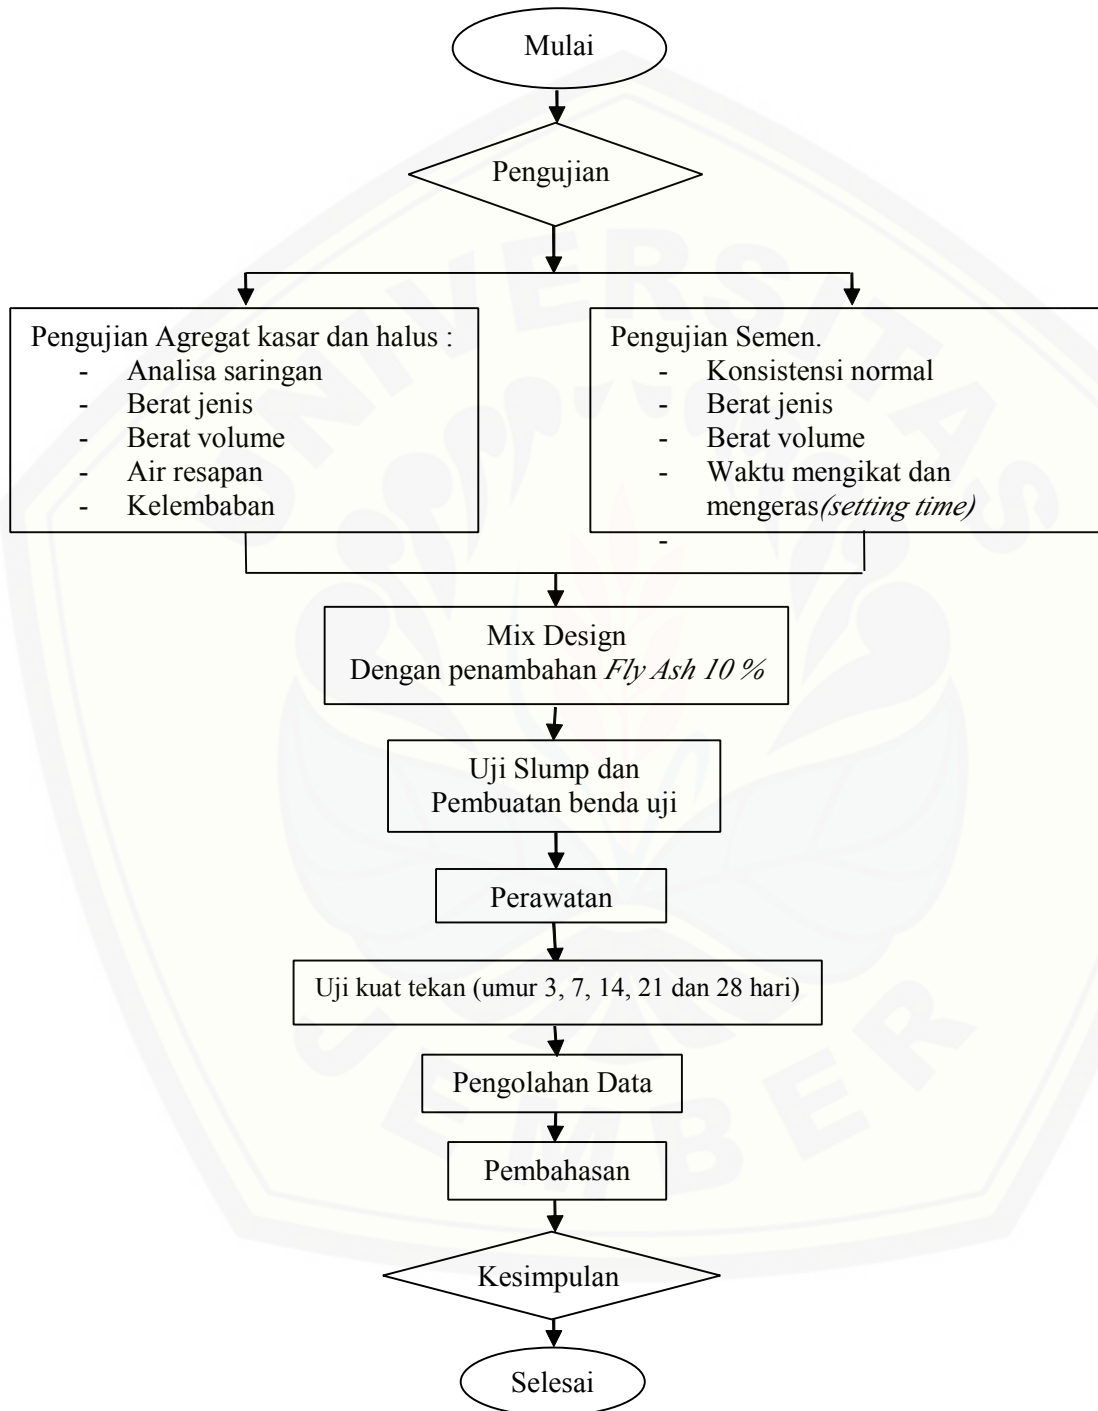 Mulai
Pengujian
Pengujian Agregat kasar dan halus :
- Analisa saringan
- Berat jenis
- Berat volume
- Air resapan
- Kelembaban
Pengujian Semen.
- Konsistensi normal
- Berat jenis
- Berat volume
- Waktu mengikat dan
mengeras(setting time)
-
Mix Design
Dengan penambahan Fly Ash 10 %
Uji Slump dan
Pembuatan benda uji
Perawatan
Uji kuat tekan (umur 3, 7, 14, 21 dan 28 hari)
Pengolahan Data
Pembahasan
Kesimpulan
Selesai
UNIVERSITAS
JEMBER